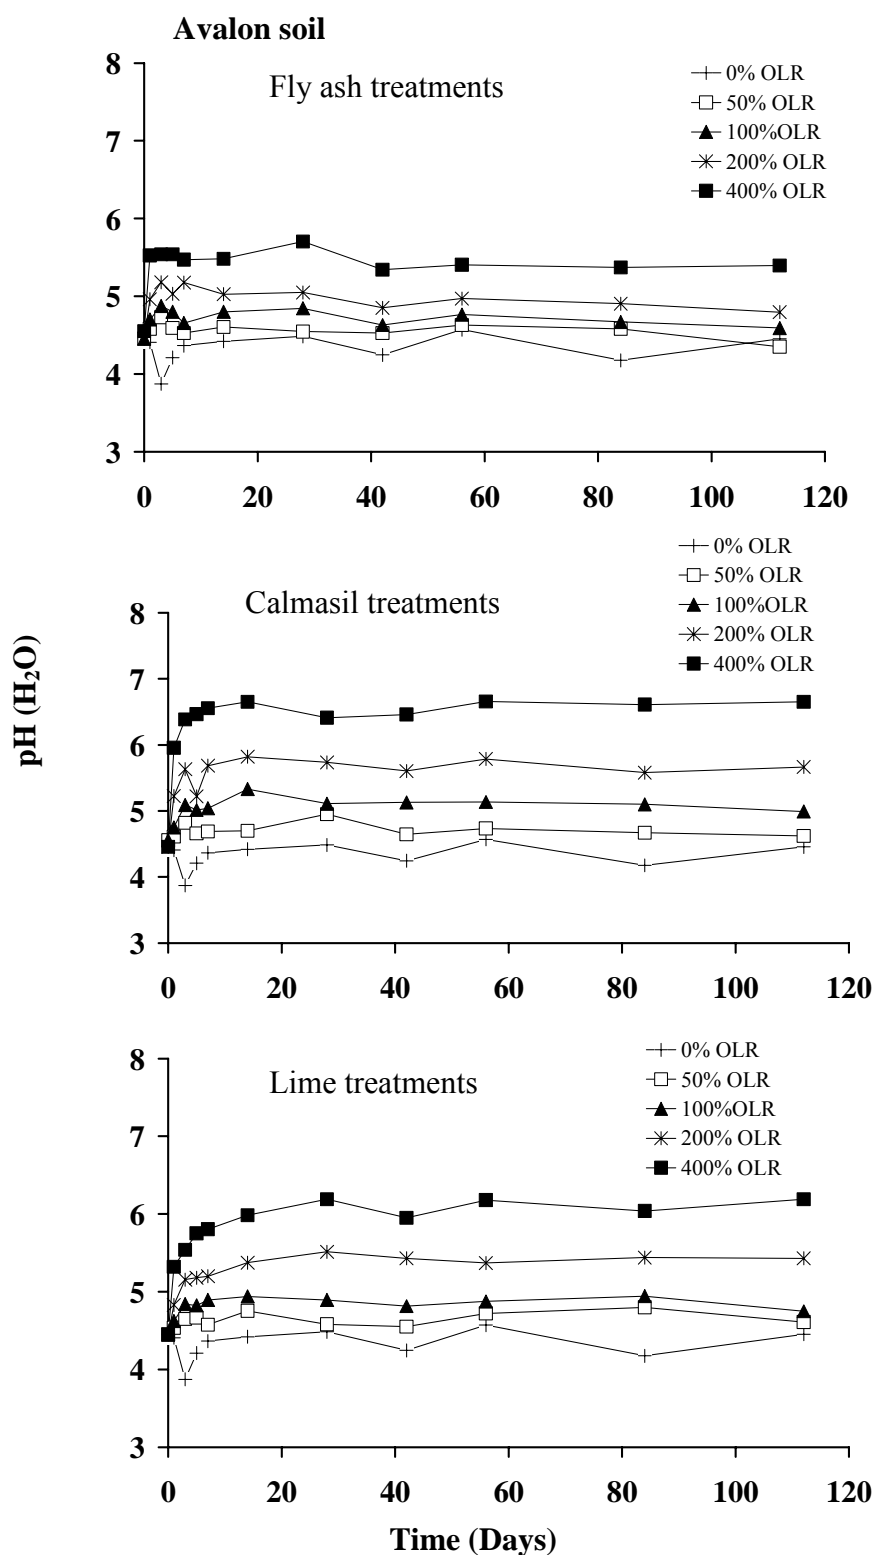 Avalon soil
Fly ash treatments
0% OLR
50% OLR
100%OLR
200% OLR
400% OLR
8
7
6
5
4
3
0 20 40 60 80 100 120
Calmasil treatments
0% OLR
50% OLR
100%OLR
200% OLR
400% OLR
8
7
6
5
4
3
0 20 40 60 80 100 120
pH (H₂O)
Lime treatments
0% OLR
50% OLR
100%OLR
200% OLR
400% OLR
8
7
6
5
4
3
0 20 40 60 80 100 120
Time (Days)